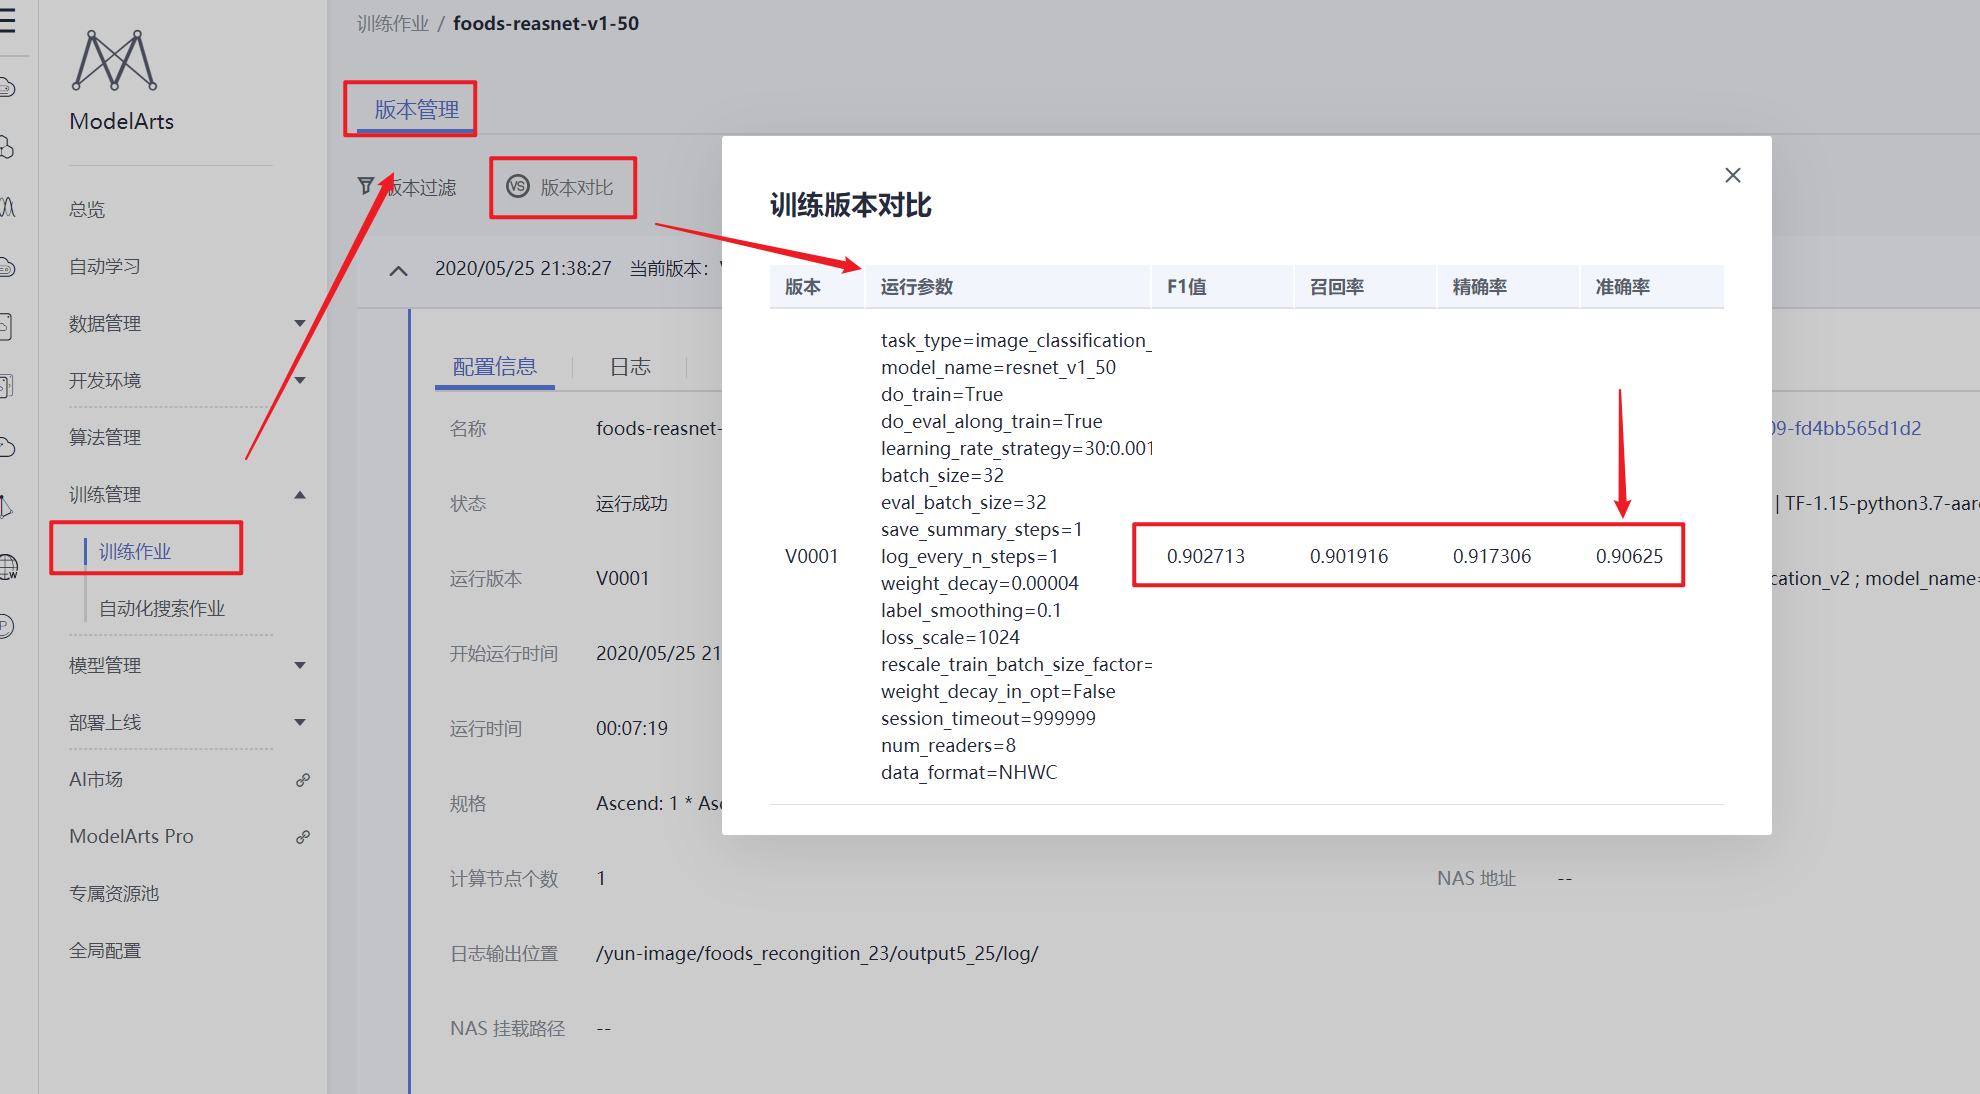 训练作业 / foods-reasnet-v1-50
ModelArts
总览
自动学习
数据管理
开发环境
算法管理
训练管理
训练作业
自动化搜索作业
模型管理
部署上线
AI市场
ModelArts Pro
专属资源池
全局配置
版本管理
版本过滤
VS 版本对比
2020/05/25 21:38:27 当前版本：
配置信息
日志
名称 foods-reasnet-
状态 运行成功
运行版本 V0001
开始运行时间 2020/05/25 21
运行时间 00:07:19
规格 Ascend: 1 * Asc
计算节点个数 1
NAS 地址 --
日志输出位置 /yun-image/foods_recongition_23/output5_25/log/
NAS 挂载路径 --
09-fd4bb565d1d2
| TF-1.15-python3.7-aar
cation_v2 ; model_name=
训练版本对比
版本 运行参数 F1值 召回率 精确率 准确率
task_type=image_classification_
model_name=resnet_v1_50
do_train=True
do_eval_along_train=True
learning_rate_strategy=30:0.001
batch_size=32
eval_batch_size=32
save_summary_steps=1
log_every_n_steps=1
V0001 0.902713 0.901916 0.917306 0.90625
weight_decay=0.00004
label_smoothing=0.1
loss_scale=1024
rescale_train_batch_size_factor=
weight_decay_in_opt=False
session_timeout=999999
num_readers=8
data_format=NHWC